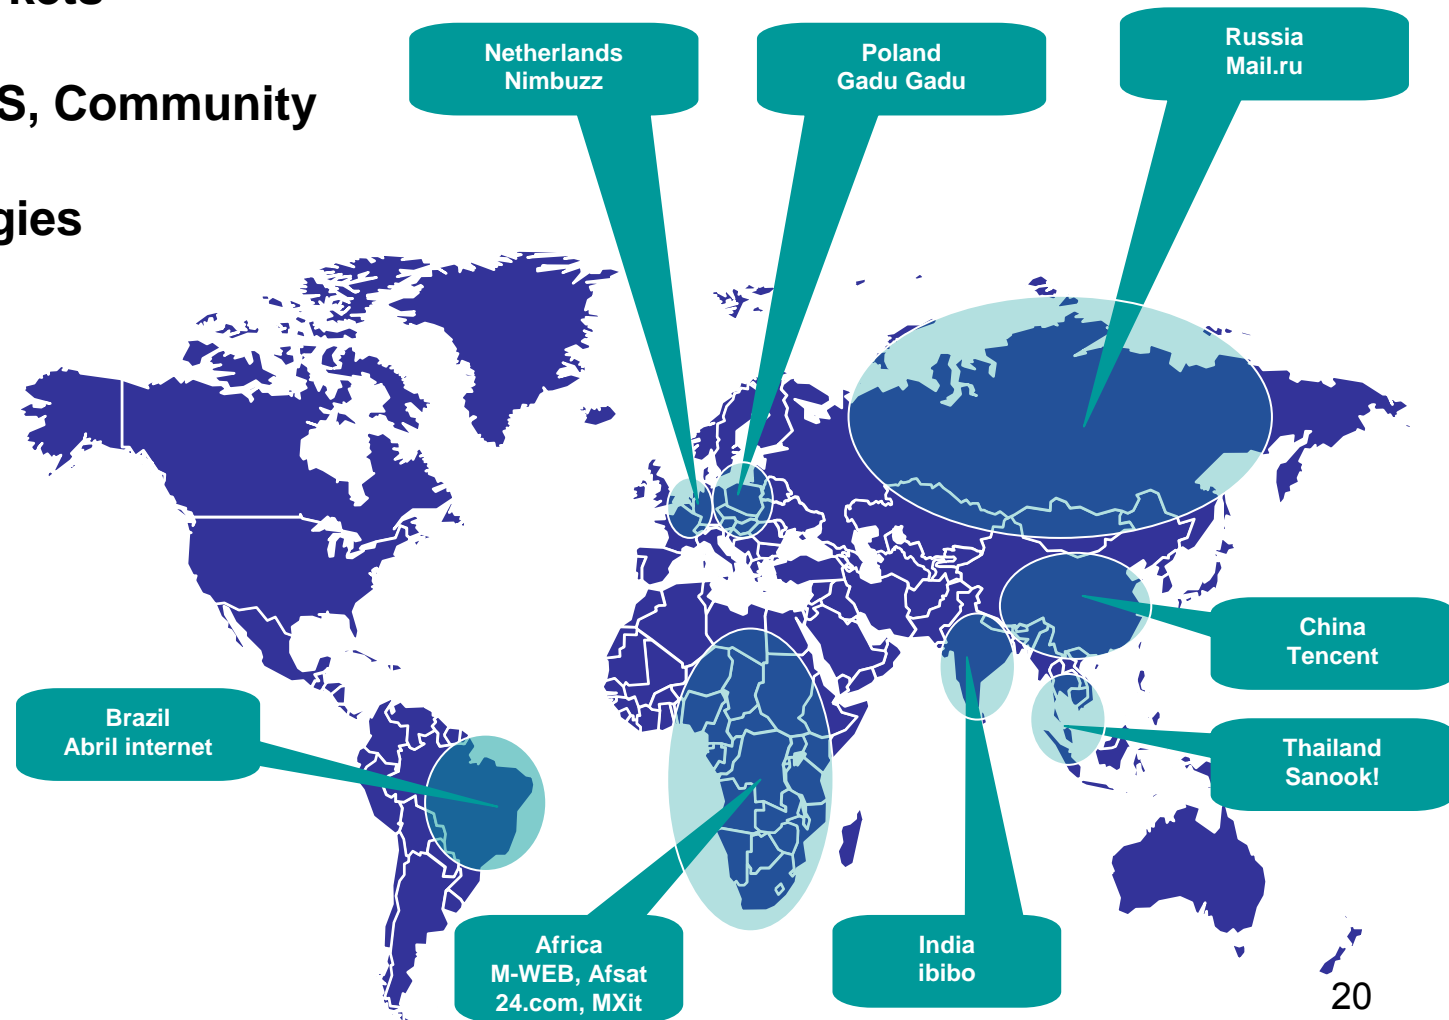 S, Community
Netherlands
Nimbuzz
Poland
Gadu Gadu
Russia
Mail.ru
China
Tencent
Thailand
Sanook!
Brazil
Abril internet
Africa
M-WEB, Afsat
24.com, MXit
India
ibibo
20